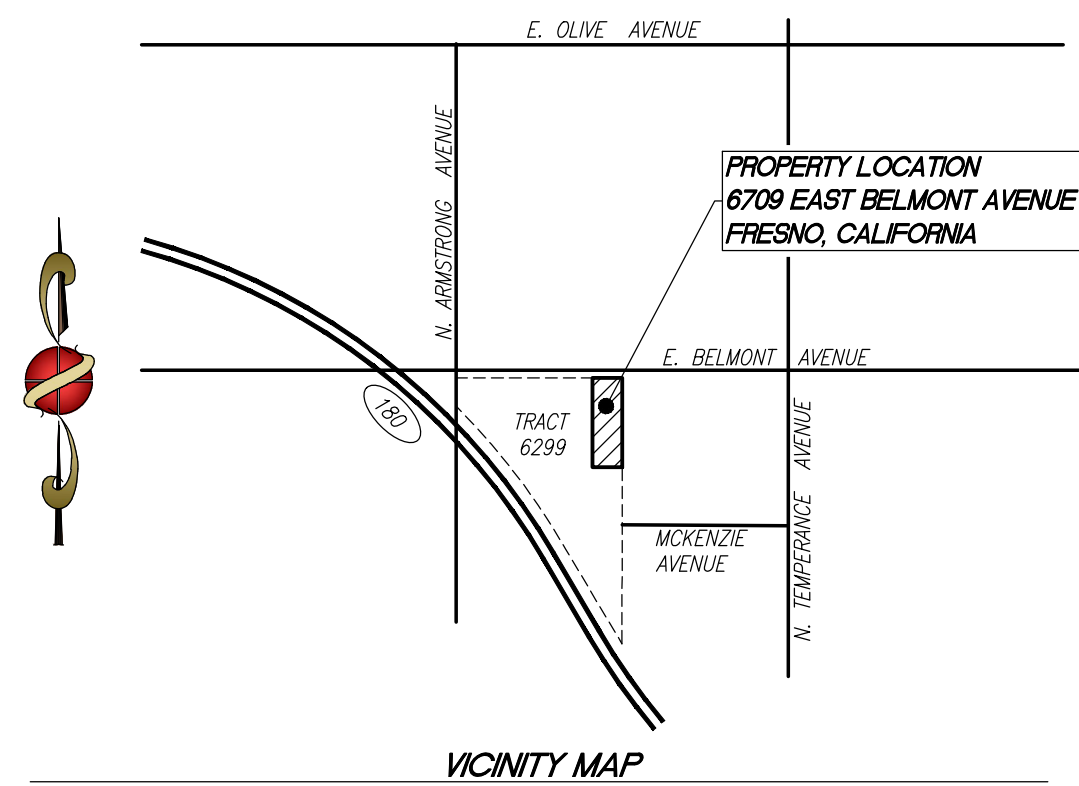 E. OLIVE AVENUE
N. ARMSTRONG AVENUE
PROPERTY LOCATION
6709 EAST BELMONT AVENUE
FRESNO, CALIFORNIA
E. BELMONT AVENUE
180
TRACT
6299
N. TEMPERANCE AVENUE
MCKENZIE
AVENUE
VICINITY MAP